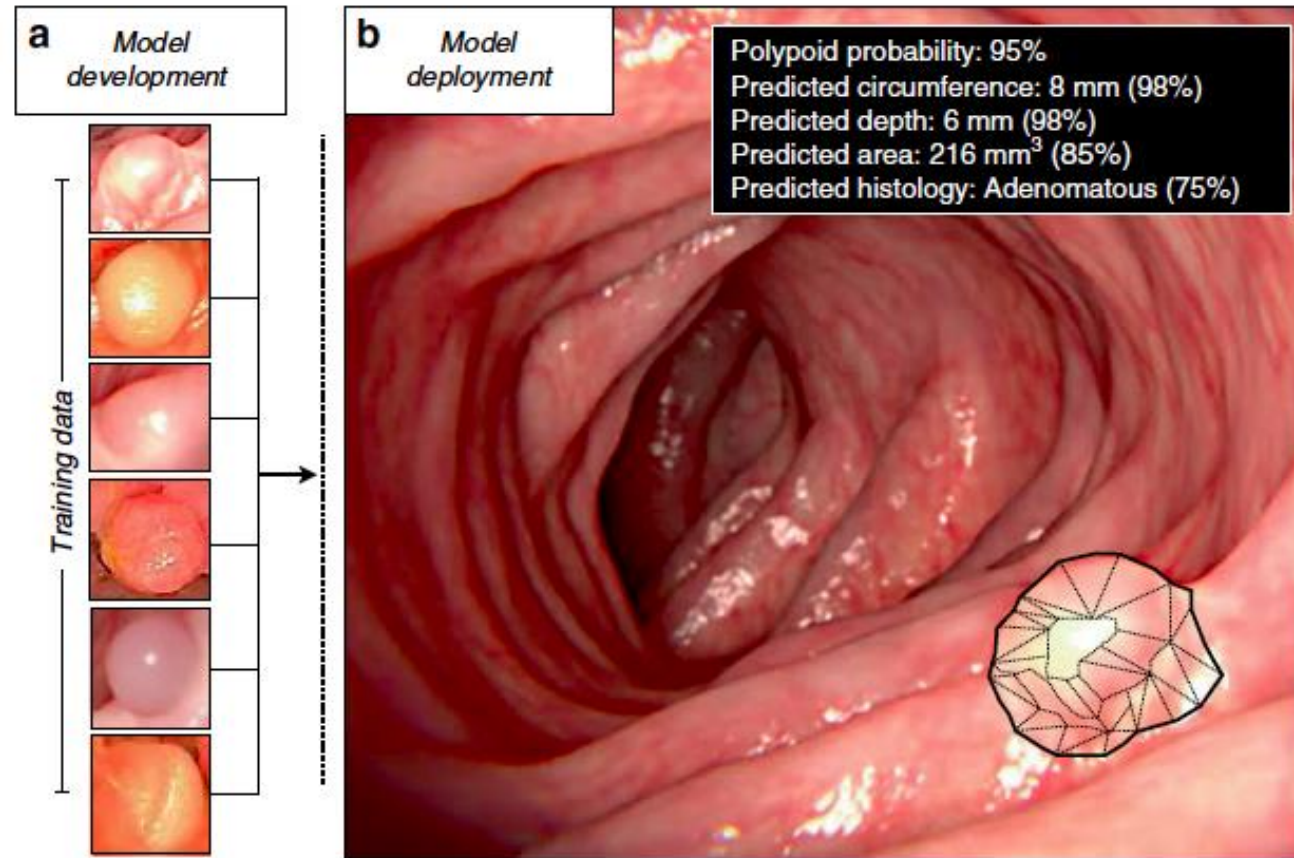 a
Model
development
Training data
b
Model
deployment
Polypoid probability: 95%
Predicted circumference: 8 mm (98%)
Predicted depth: 6 mm (98%)
Predicted area: 216 mm³ (85%)
Predicted histology: Adenomatous (75%)